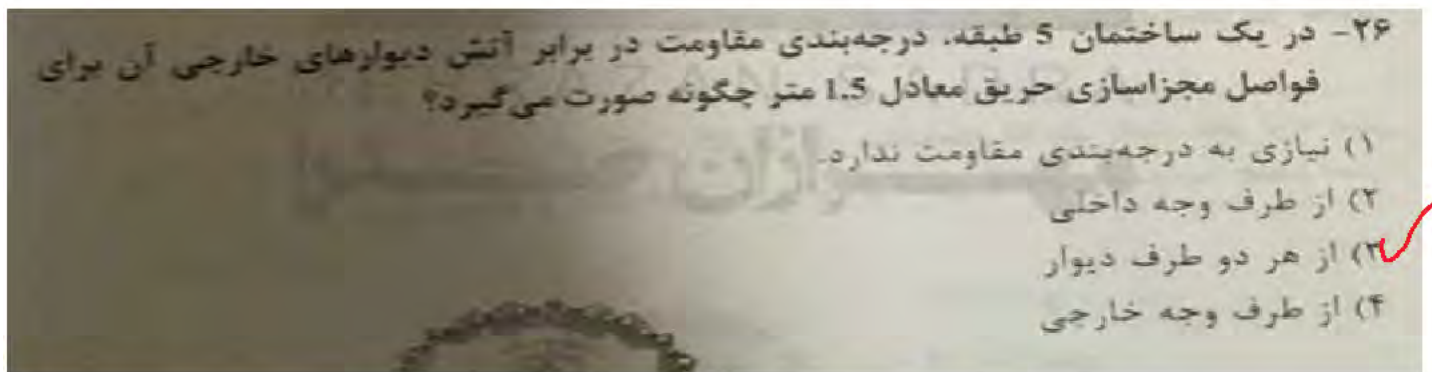 ۲۶- در یک ساختمان 5 طبقه، درجه‌بندی مقاومت در برابر آتش دیوارهای خارجی آن برای
فواصل مجزاسازی حریق معادل 1.5 متر چگونه صورت می‌گیرد؟
۱) نیازی به درجه‌بندی مقاومت ندارد.
۲) از طرف وجه داخلی
۳) از هر دو طرف دیوار
۴) از طرف وجه خارجی